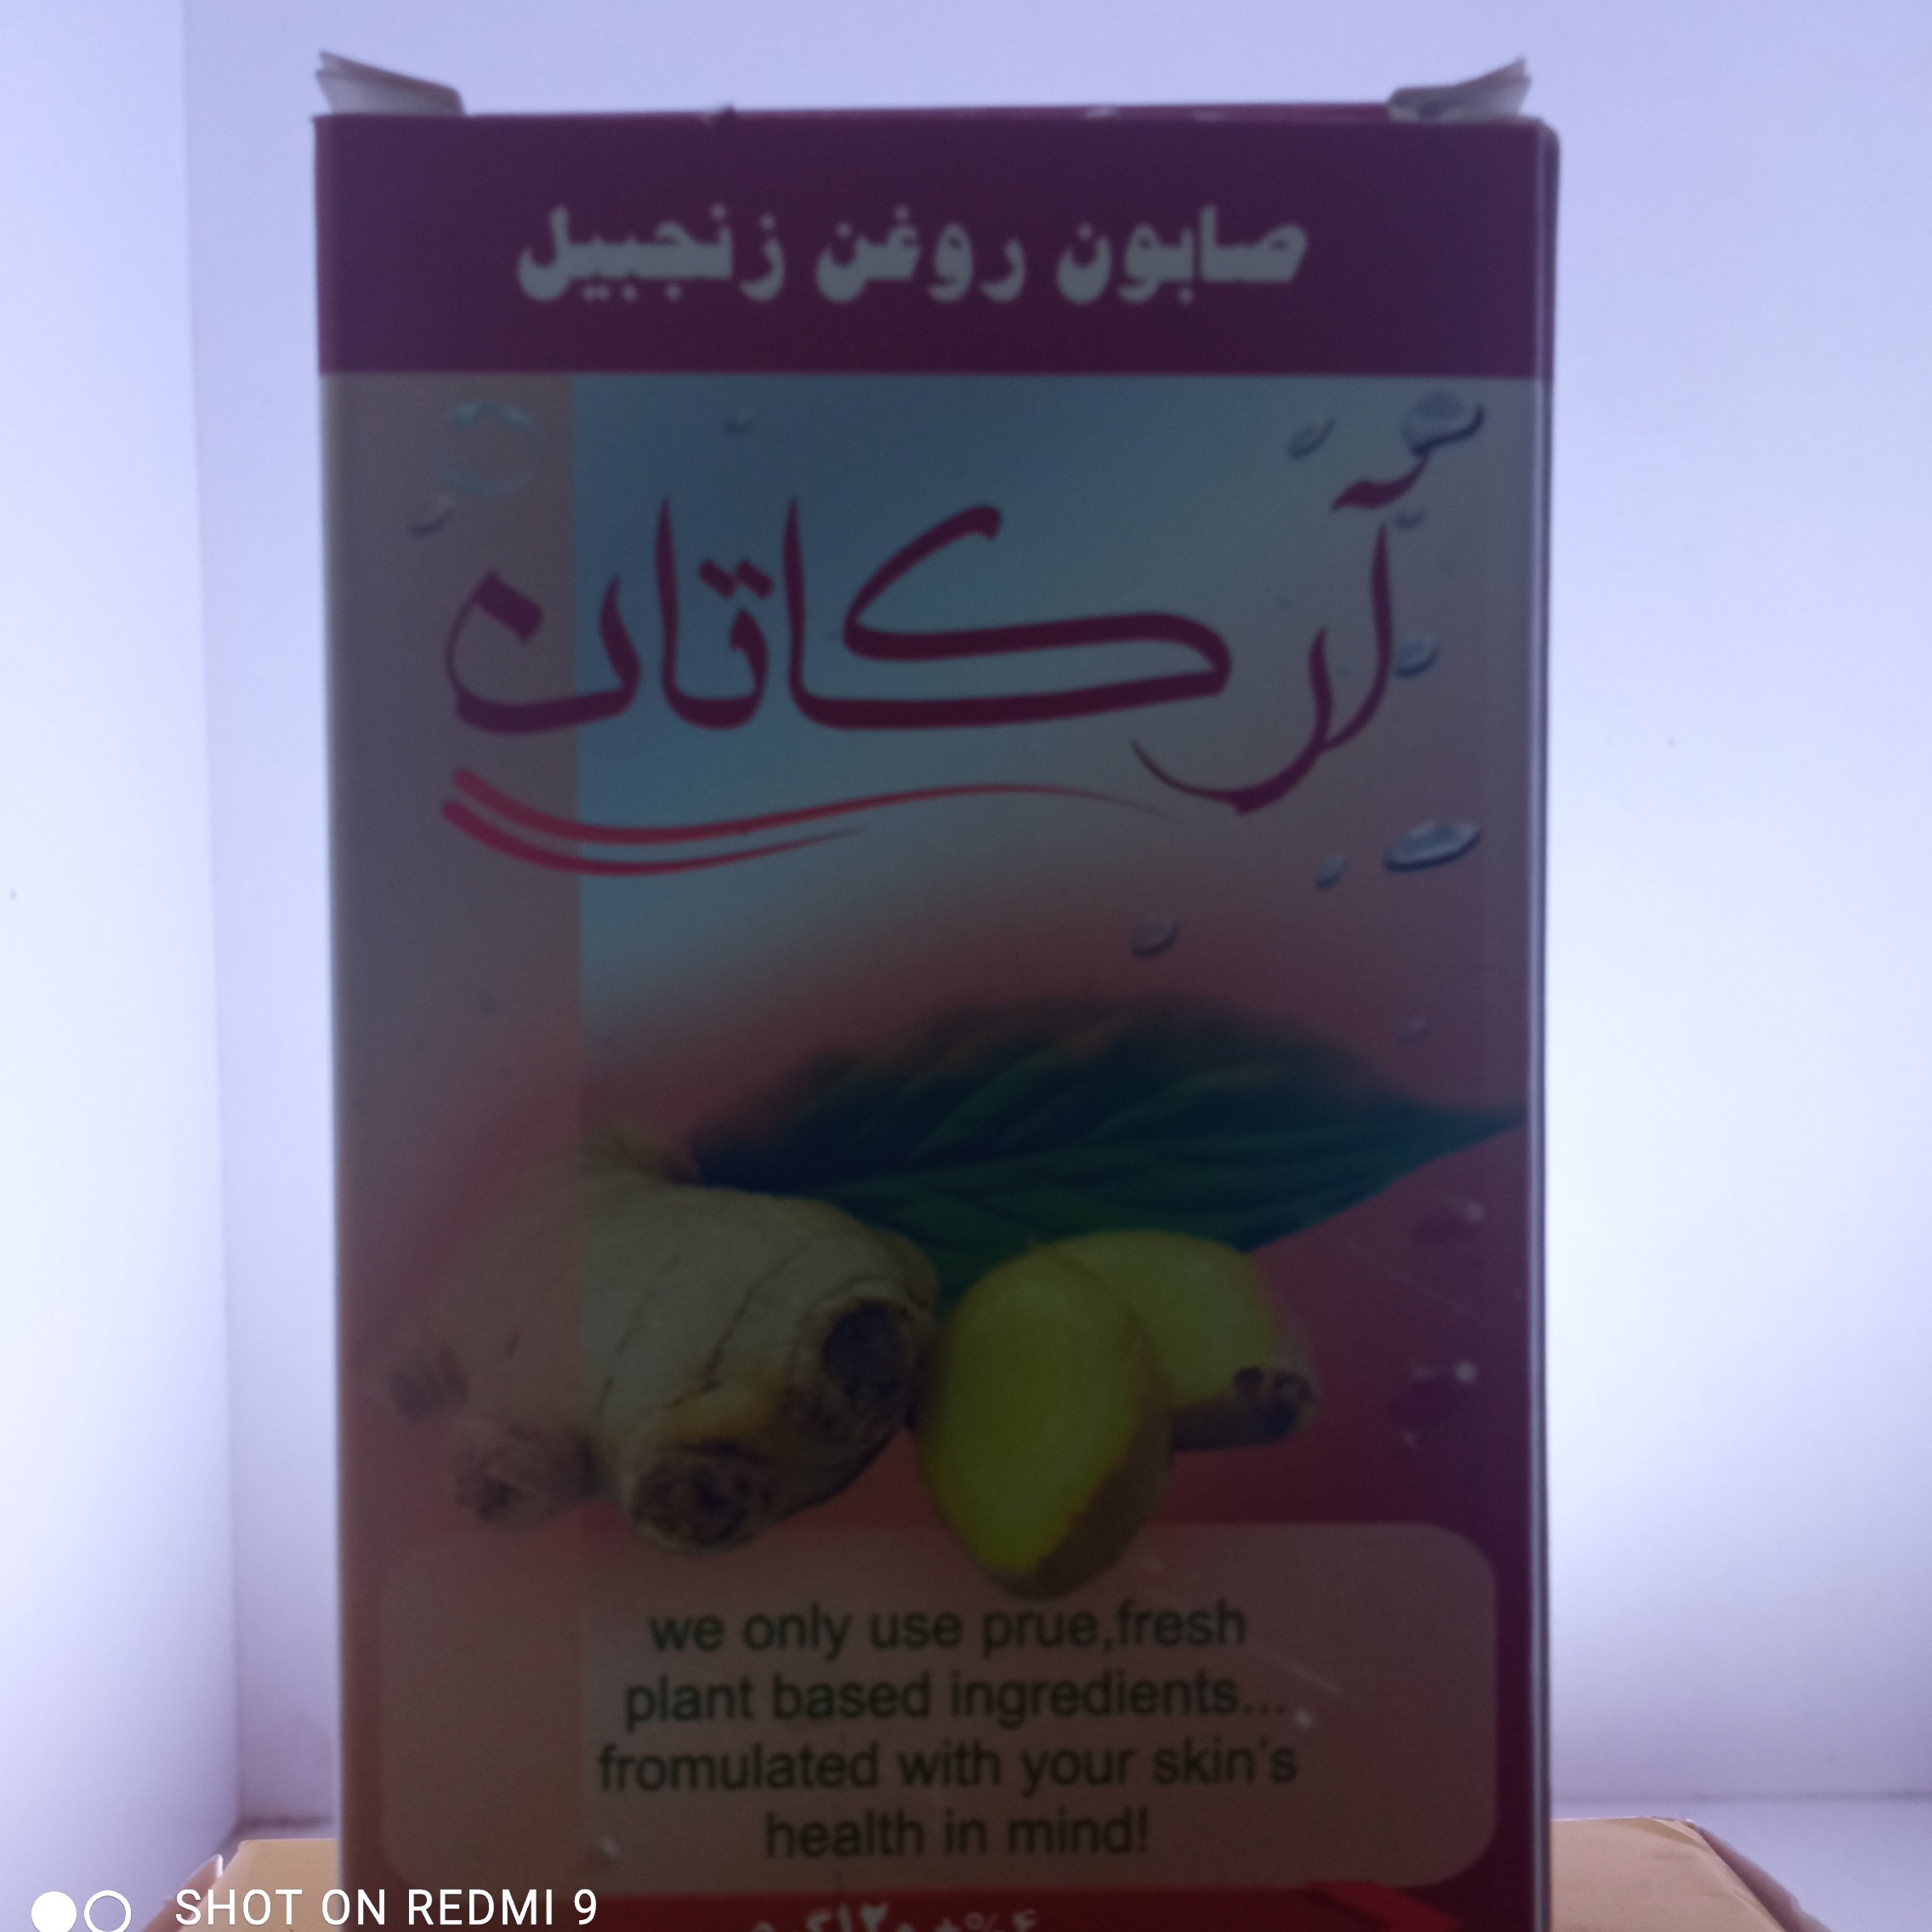 صابون روغن زنجبیل
آرکاتان
we only use prue,fresh
plant based ingredients...
fromulated with your skin's
health in mind!
SHOT ON REDMI 9